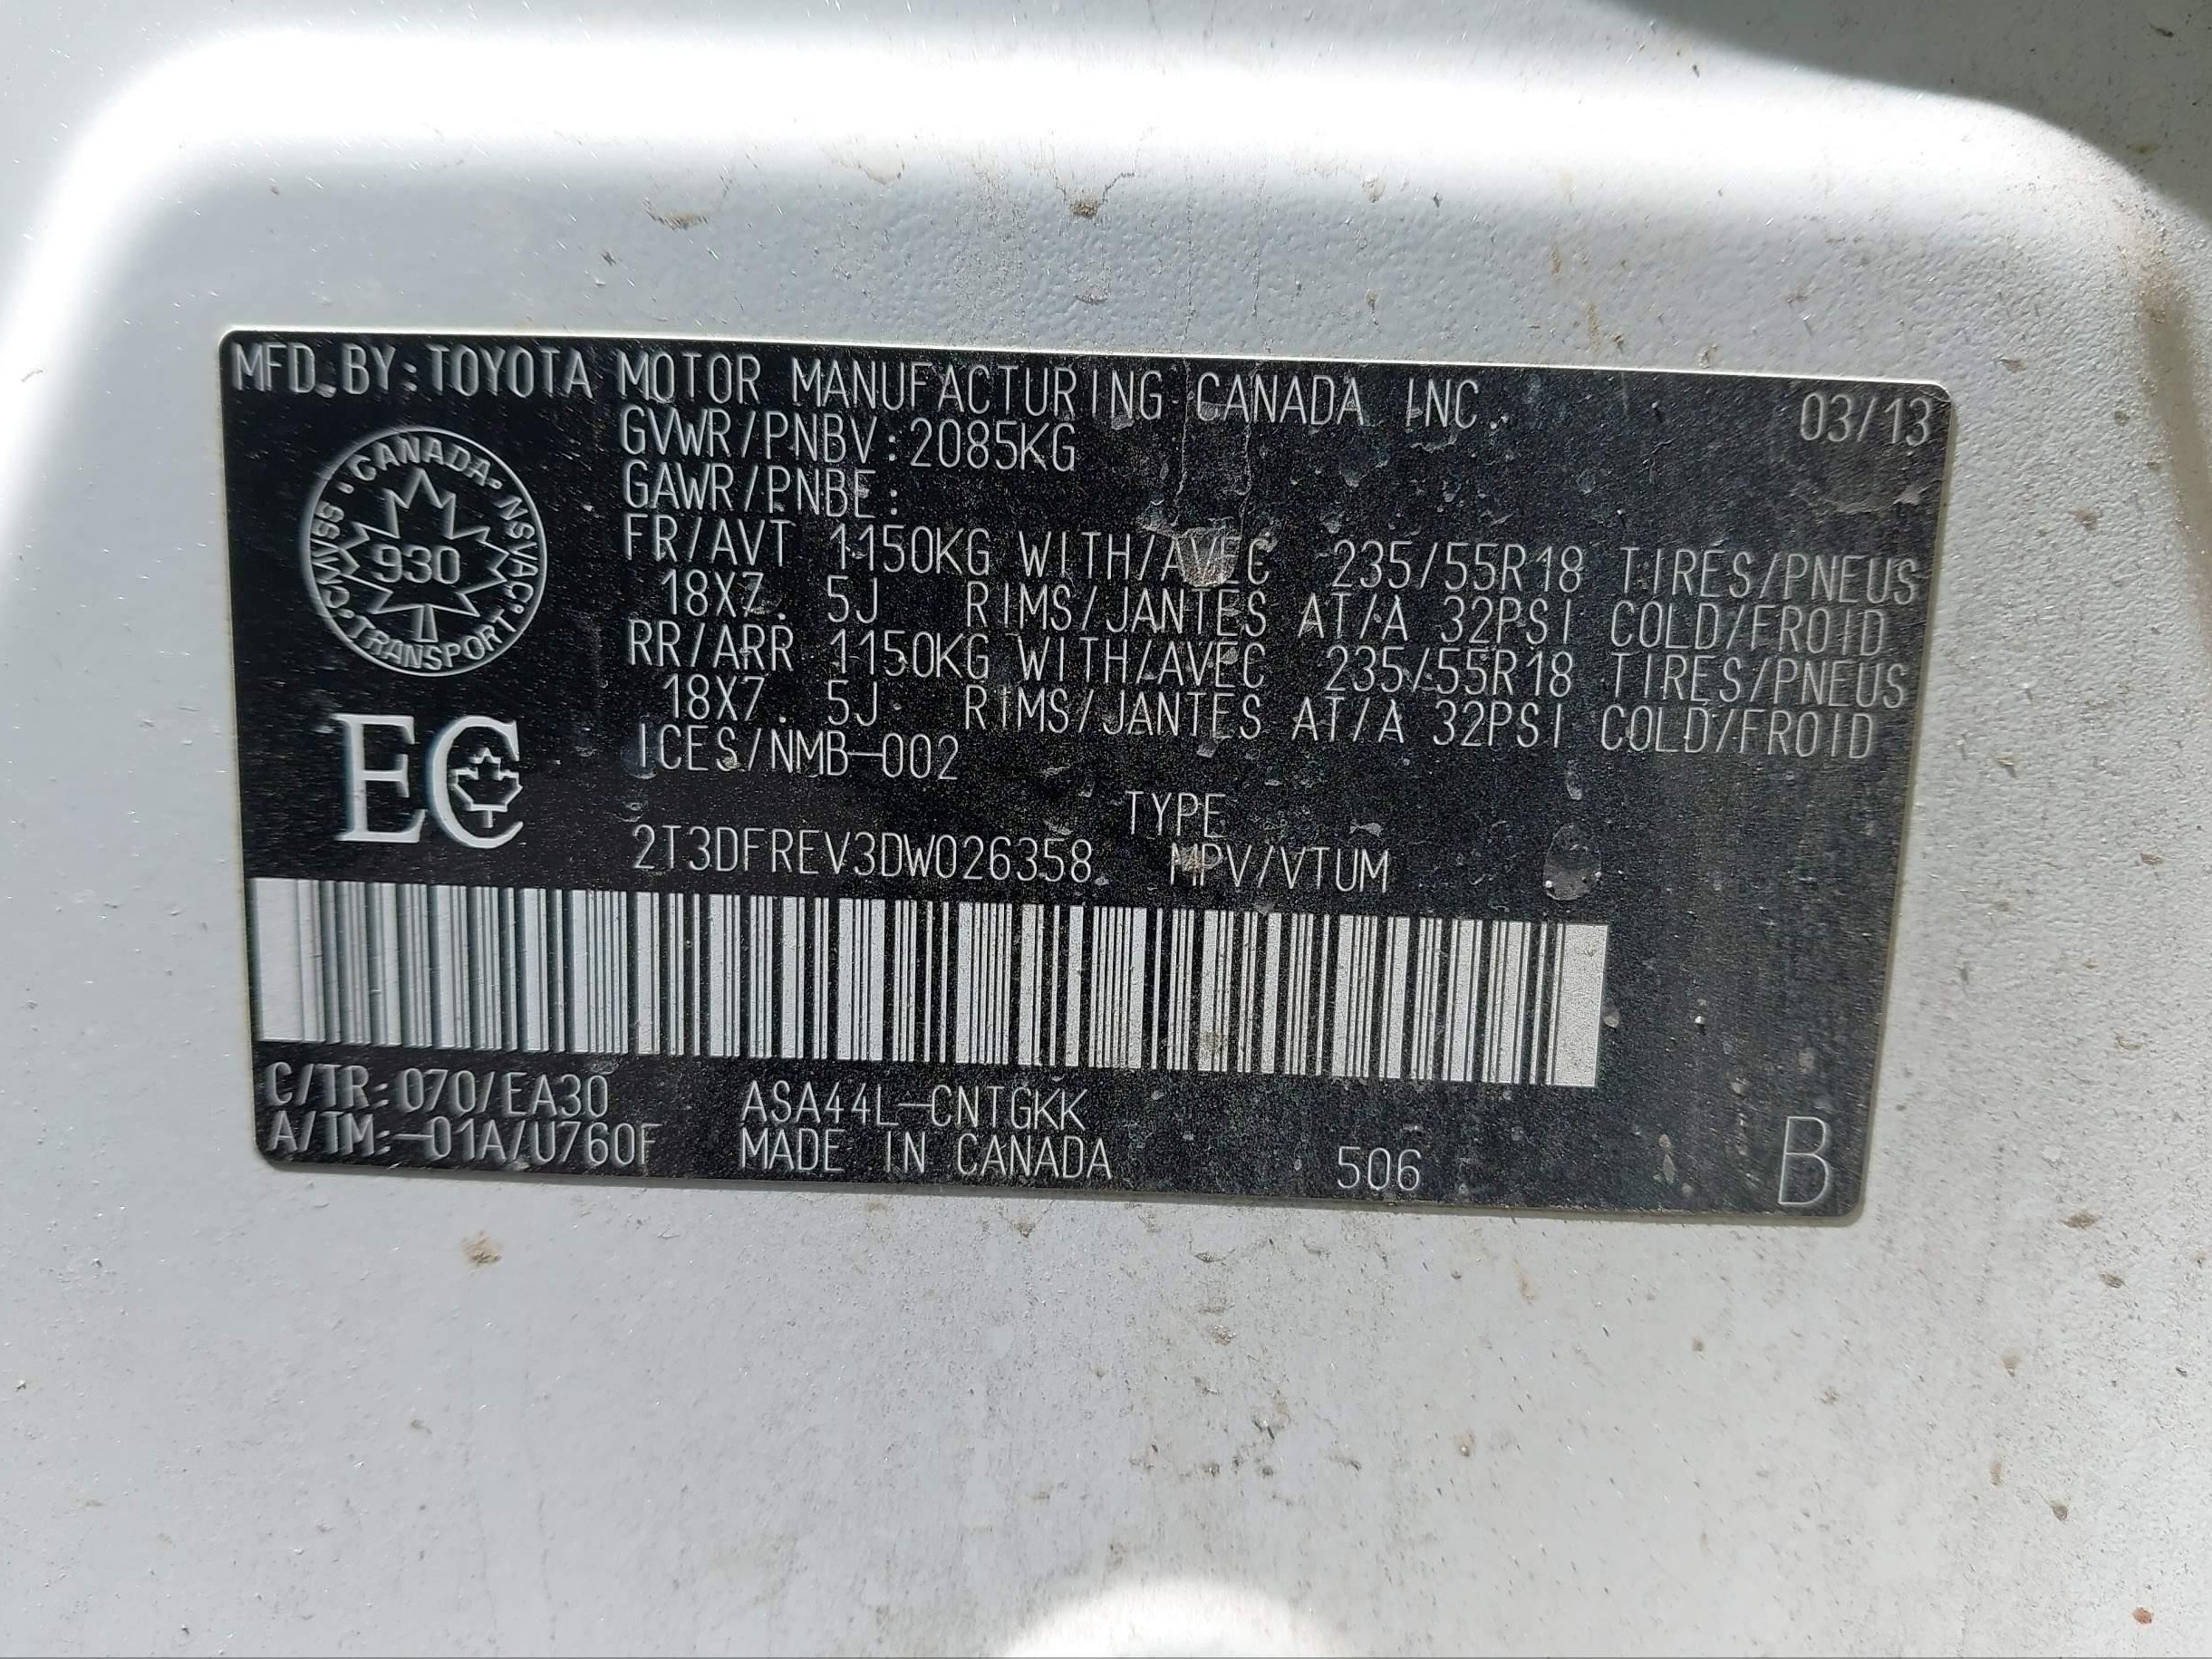 MFD.BY:TOYOTA MOTOR MANUFACTURING CANADA INC. 03/13
GVWR/PNBV:2085KG
GAWR/PNBE:
FR/AVT 1150KG WITH/AVEC 235/55R18 TIRES/PNEUS
18X7. 5J RIMS/JANTES AT/A 32PSI COLD/FROID
RR/ARR 1150KG WITH/AVEC 235/55R18 TIRES/PNEUS
18X7. 5J RIMS/JANTES AT/A 32PSI COLD/FROID
ICES/NMB-002
CANADA · NSVAC · TRANSPORT · CMVSS
930
EC
TYPE
2T3DFREV3DW026358 MPV/VTUM
C/TR:070/EA30 ASA44L-CNTGKK
A/TM:-01A/U760F MADE IN CANADA 506 B